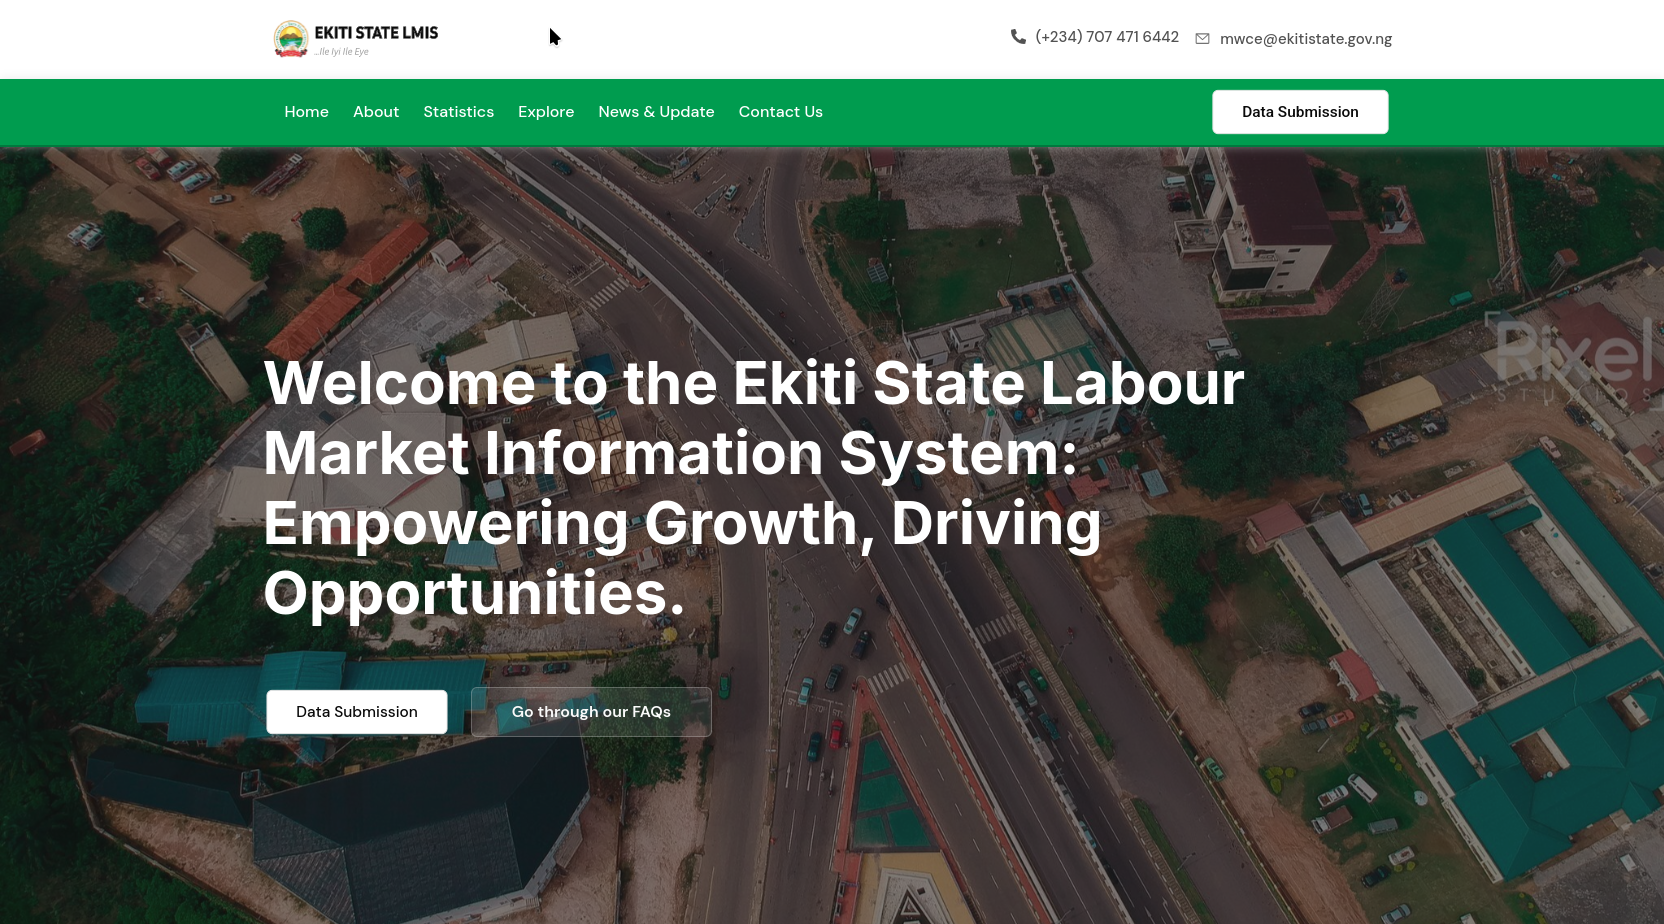 EKITI STATE LMIS
...Ile Iyi Ile Eye
(+234) 707 471 6442
mwce@ekitistate.gov.ng
Home About Statistics Explore News & Update Contact Us
Data Submission
Welcome to the Ekiti State Labour
Market Information System:
Empowering Growth, Driving
Opportunities.
Rixel
STUDIOS
Data Submission
Go through our FAQs